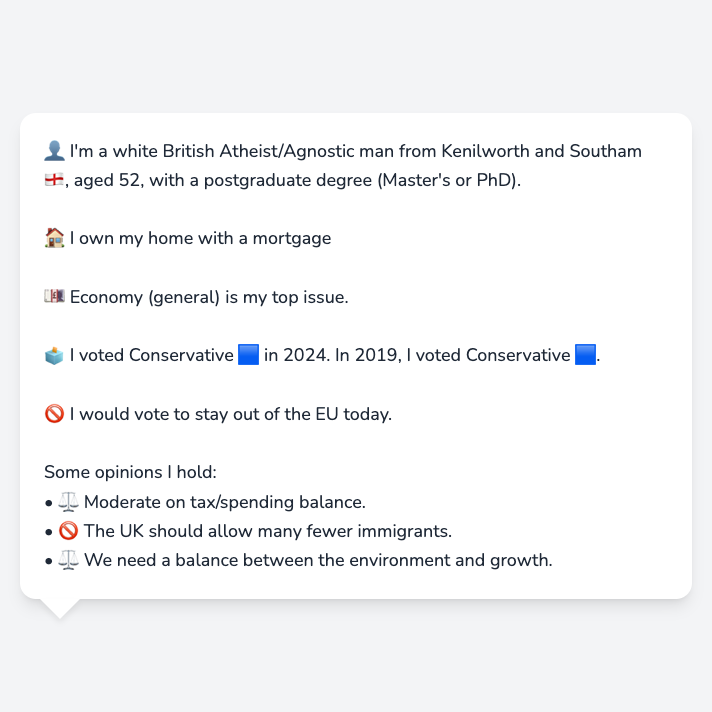 👤 I'm a white British Atheist/Agnostic man from Kenilworth and Southam
🏴󠁧󠁢󠁥󠁮󠁧󠁿, aged 52, with a postgraduate degree (Master's or PhD).
🏠 I own my home with a mortgage
💷 Economy (general) is my top issue.
🗳️ I voted Conservative 🟦 in 2024. In 2019, I voted Conservative 🟦.
🚫 I would vote to stay out of the EU today.
Some opinions I hold:
• ⚖️ Moderate on tax/spending balance.
• 🚫 The UK should allow many fewer immigrants.
• ⚖️ We need a balance between the environment and growth.